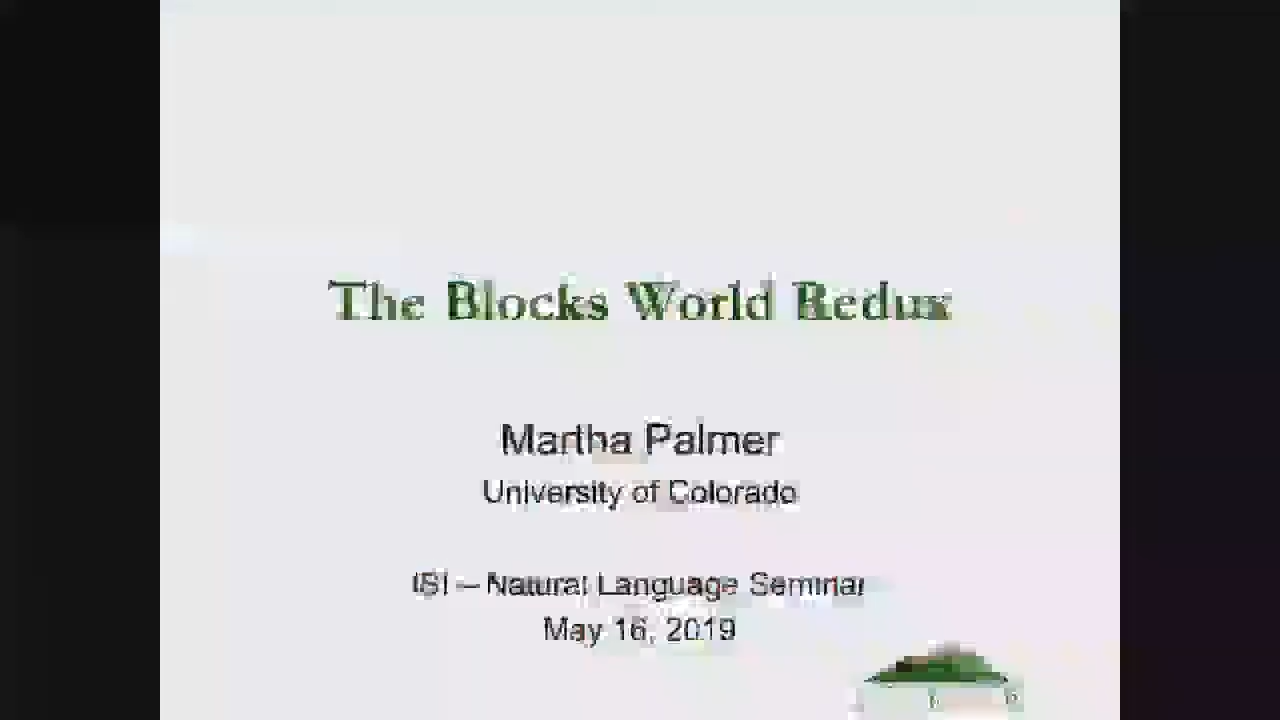 The Blocks World Redux
Martha Palmer
University of Colorado
ISI – Natural Language Seminar
May 16, 2019